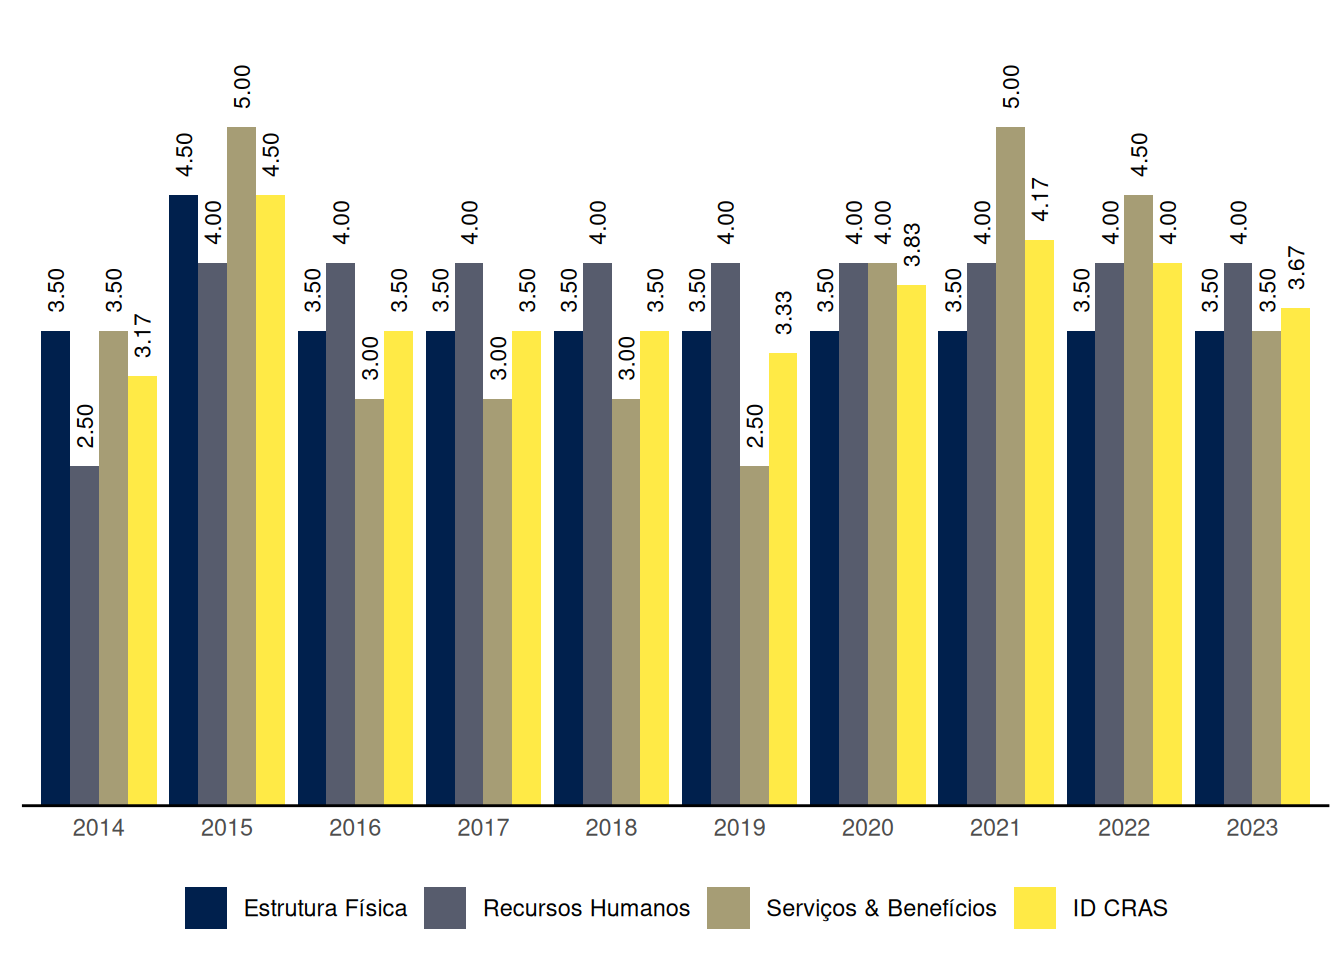 3.50 2.50 3.50 3.17
4.50 4.00 5.00 4.50
3.50 4.00 3.00 3.50
3.50 4.00 3.00 3.50
3.50 4.00 3.00 3.50
3.50 4.00 2.50 3.33
3.50 4.00 4.00 3.83
3.50 4.00 5.00 4.17
3.50 4.00 4.50 4.00
3.50 4.00 3.50 3.67
2014 2015 2016 2017 2018 2019 2020 2021 2022 2023
Estrutura Física Recursos Humanos Serviços & Benefícios ID CRAS